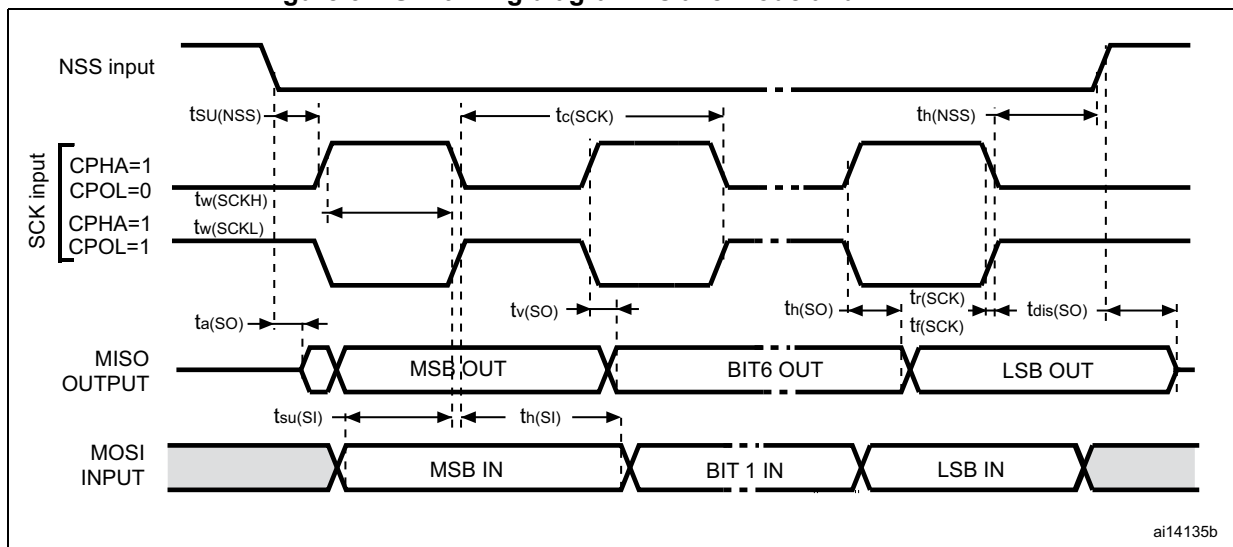 NSS input
tSU(NSS)
tc(SCK)
th(NSS)
SCK input
CPHA=1
CPOL=0
tw(SCKH)
CPHA=1
tw(SCKL)
CPOL=1
ta(SO)
tv(SO)
th(SO)
tr(SCK)
tf(SCK)
tdis(SO)
MISO
OUTPUT
MSB OUT
BIT6 OUT
LSB OUT
tsu(SI)
th(SI)
MOSI
INPUT
MSB IN
BIT 1 IN
LSB IN
ai14135b